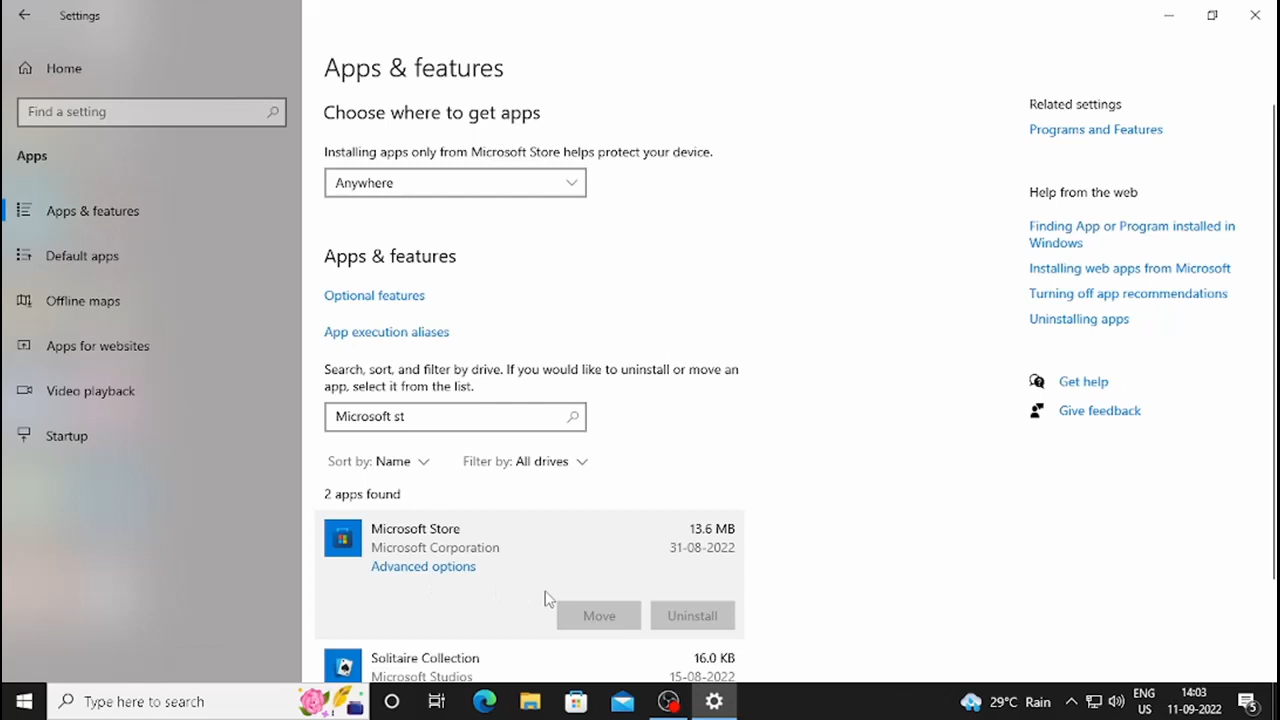 Settings
Home
Find a setting
Apps
Apps & features
Default apps
Offline maps
Apps for websites
Video playback
Startup
Apps & features
Choose where to get apps
Installing apps only from Microsoft Store helps protect your device.
Anywhere
Apps & features
Optional features
App execution aliases
Search, sort, and filter by drive. If you would like to uninstall or move an
app, select it from the list.
Microsoft st
Sort by: Name
Filter by: All drives
2 apps found
Microsoft Store
13.6 MB
Microsoft Corporation
31-08-2022
Advanced options
Move
Uninstall
Solitaire Collection
16.0 KB
Microsoft Studios
15-08-2022
Related settings
Programs and Features
Help from the web
Finding App or Program installed in
Windows
Installing web apps from Microsoft
Turning off app recommendations
Uninstalling apps
Get help
Give feedback
Type here to search
29°C Rain
ENG
US
14:03
11-09-2022
5